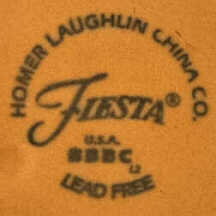 HOMER LAUGHLIN CHINA CO.
FIESTA®
U.S.A.
LEAD FREE